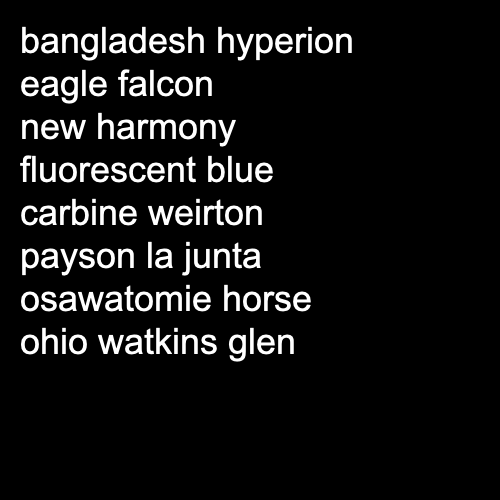 bangladesh hyperion
eagle falcon
new harmony
fluorescent blue
carbine weirton
payson la junta
osawatomie horse
ohio watkins glen